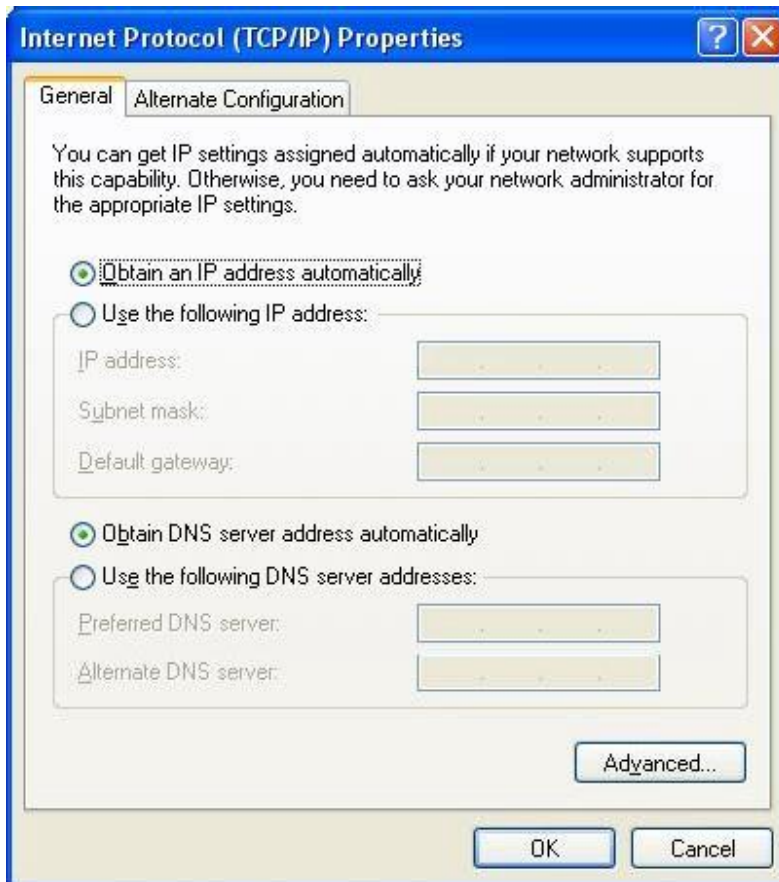 Internet Protocol (TCP/IP) Properties
General
Alternate Configuration
You can get IP settings assigned automatically if your network supports
this capability. Otherwise, you need to ask your network administrator for
the appropriate IP settings.
Obtain an IP address automatically
Use the following IP address:
IP address:
Subnet mask:
Default gateway:
Obtain DNS server address automatically
Use the following DNS server addresses:
Preferred DNS server:
Alternate DNS server:
Advanced...
OK
Cancel